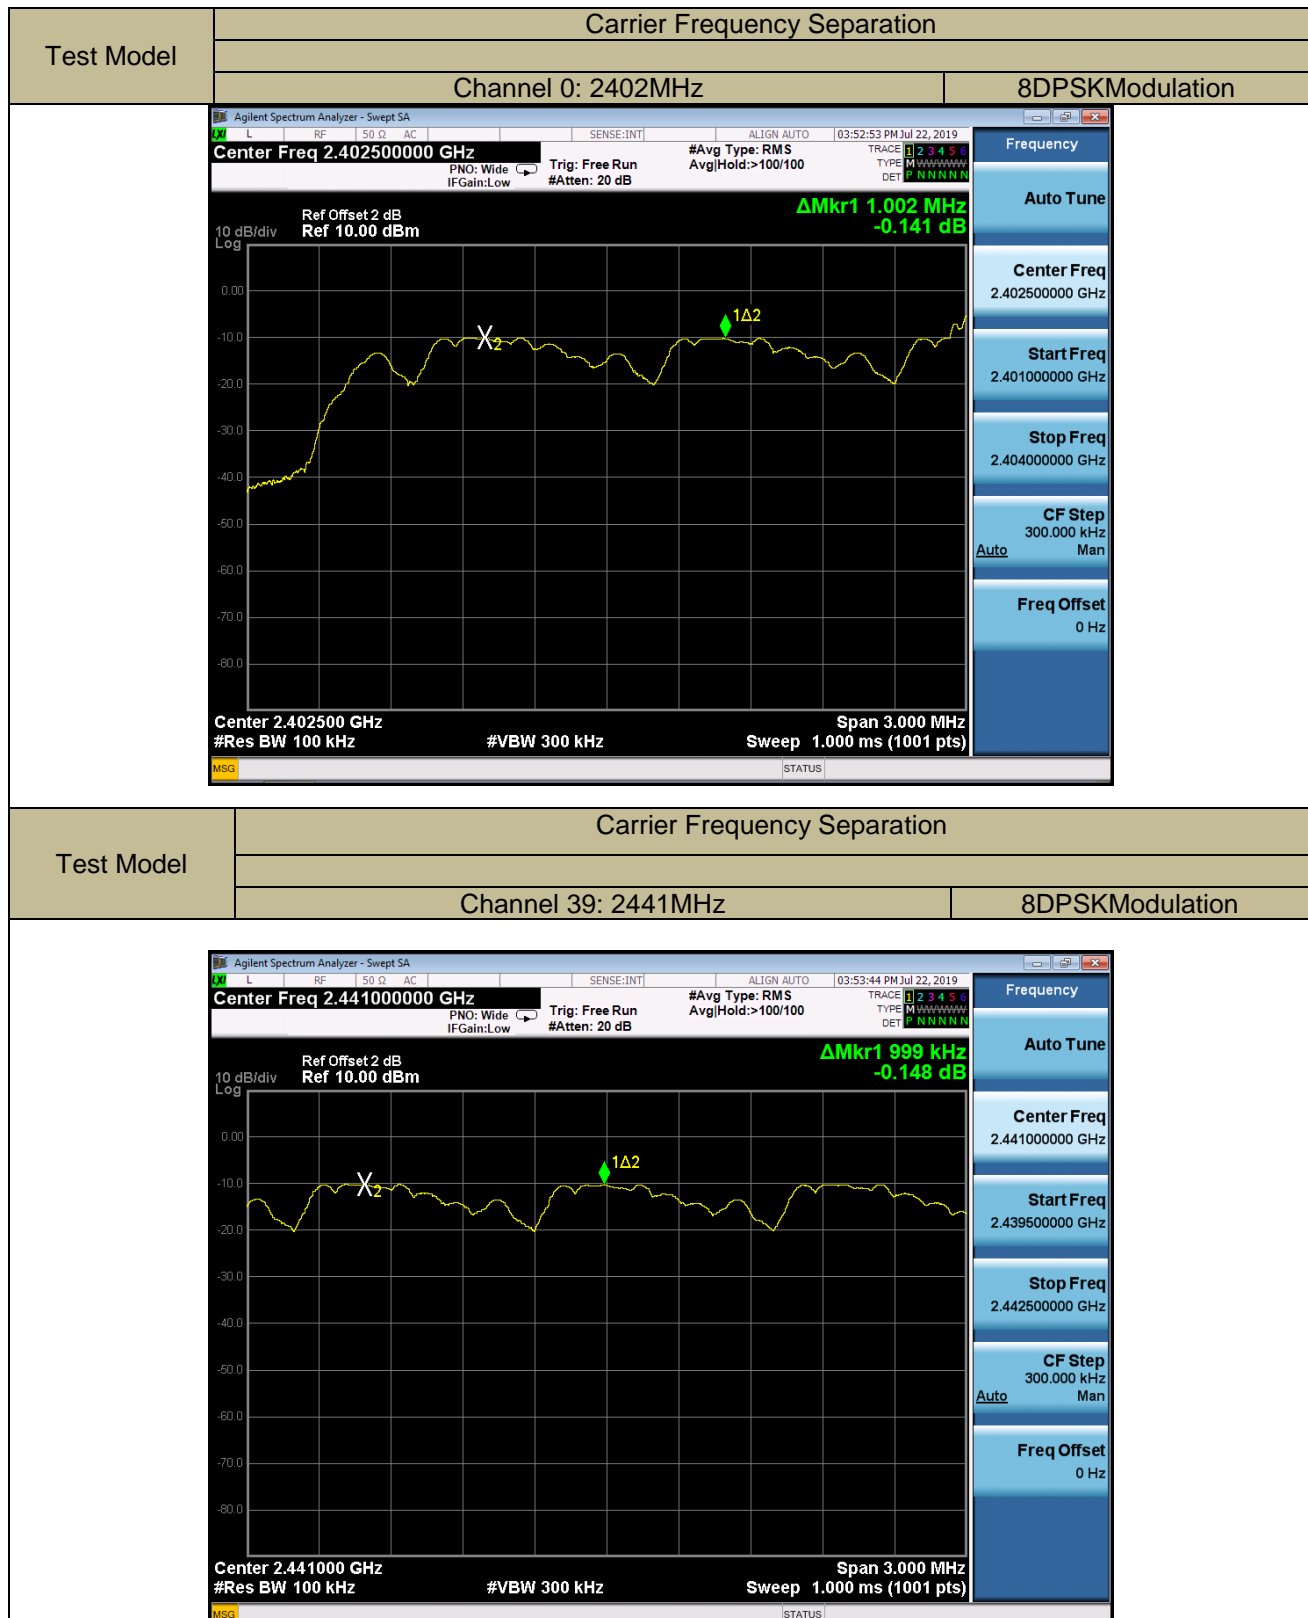 Test Model
Carrier Frequency Separation
Channel 0: 2402MHz 8DPSKModulation
Agilent Spectrum Analyzer - Swept SA
LXI L RF 50 Ω AC SENSE:INT ALIGN AUTO 03:52:53 PM Jul 22, 2019
Center Freq 2.402500000 GHz #Avg Type: RMS TRACE 1 2 3 4 5 6
PNO: Wide Trig: Free Run Avg|Hold:>100/100 TYPE M WWWWW
IFGain:Low #Atten: 20 dB DET P N N N N N
ΔMkr1 1.002 MHz
-0.141 dB
Ref Offset 2 dB
10 dB/div Ref 10.00 dBm
Log
0.00
-10.0
-20.0
-30.0
-40.0
-50.0
-60.0
-70.0
-80.0
X2
1Δ2
Center 2.402500 GHz Span 3.000 MHz
#Res BW 100 kHz #VBW 300 kHz Sweep 1.000 ms (1001 pts)
MSG STATUS
Frequency
Auto Tune
Center Freq
2.402500000 GHz
Start Freq
2.401000000 GHz
Stop Freq
2.404000000 GHz
CF Step
300.000 kHz
Auto Man
Freq Offset
0 Hz
Test Model
Carrier Frequency Separation
Channel 39: 2441MHz 8DPSKModulation
Agilent Spectrum Analyzer - Swept SA
LXI L RF 50 Ω AC SENSE:INT ALIGN AUTO 03:53:44 PM Jul 22, 2019
Center Freq 2.441000000 GHz #Avg Type: RMS TRACE 1 2 3 4 5 6
PNO: Wide Trig: Free Run Avg|Hold:>100/100 TYPE M WWWWW
IFGain:Low #Atten: 20 dB DET P N N N N N
ΔMkr1 999 kHz
-0.148 dB
Ref Offset 2 dB
10 dB/div Ref 10.00 dBm
Log
0.00
-10.0
-20.0
-30.0
-40.0
-50.0
-60.0
-70.0
-80.0
X2
1Δ2
Center 2.441000 GHz Span 3.000 MHz
#Res BW 100 kHz #VBW 300 kHz Sweep 1.000 ms (1001 pts)
MSG STATUS
Frequency
Auto Tune
Center Freq
2.441000000 GHz
Start Freq
2.439500000 GHz
Stop Freq
2.442500000 GHz
CF Step
300.000 kHz
Auto Man
Freq Offset
0 Hz